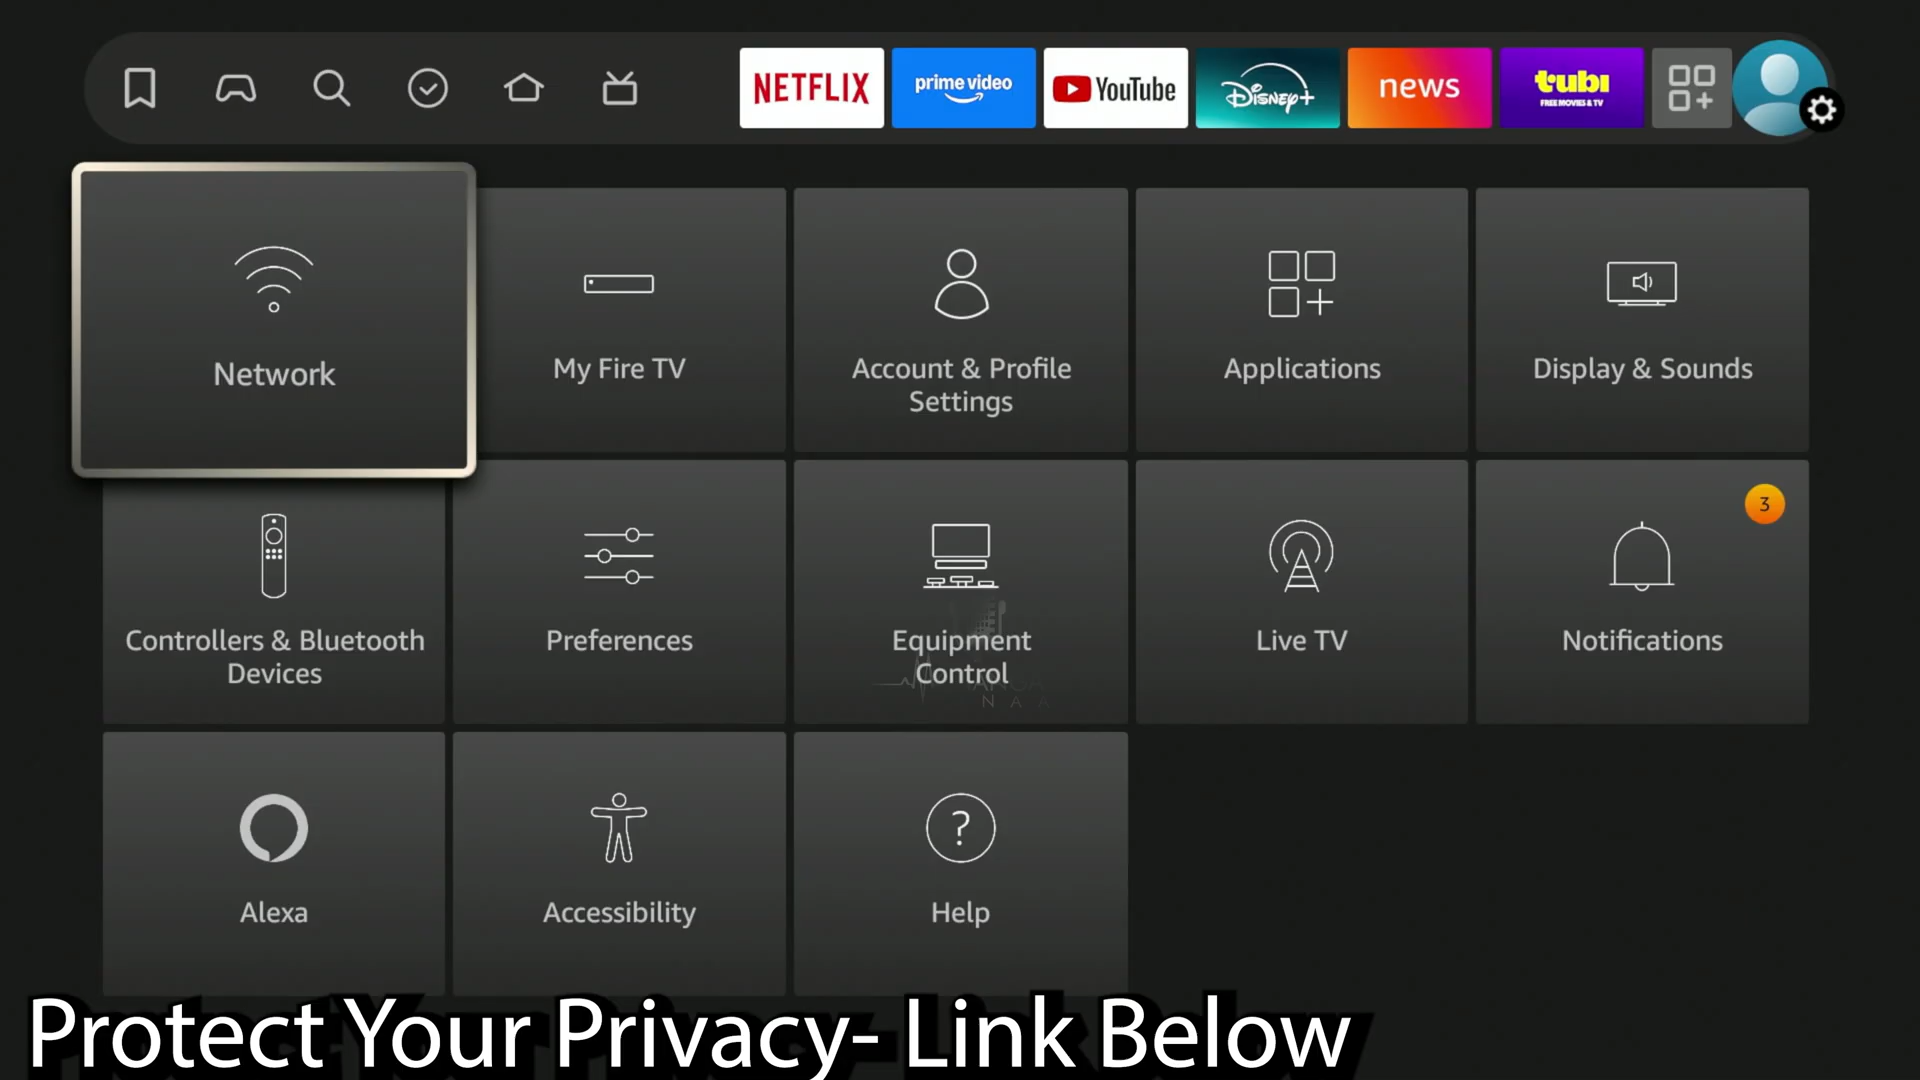 NETFLIX
prime video
YouTube
Disney+
news
tubi
FREE MOVIES & TV
Network
My Fire TV
Account & Profile
Settings
Applications
Display & Sounds
Controllers & Bluetooth
Devices
Preferences
Equipment
Control
Live TV
3
Notifications
Alexa
Accessibility
?
Help
Protect Your Privacy- Link Below